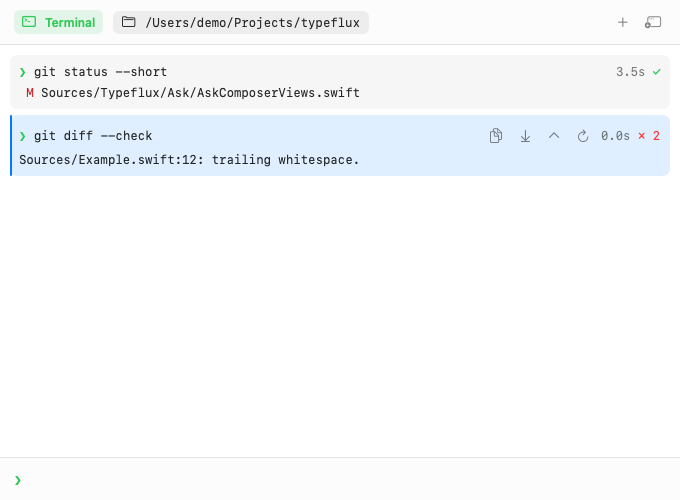 Terminal /Users/demo/Projects/typeflux
❯ git status --short 3.5s ✓
M Sources/Typeflux/Ask/AskComposerViews.swift
❯ git diff --check 0.0s × 2
Sources/Example.swift:12: trailing whitespace.
❯